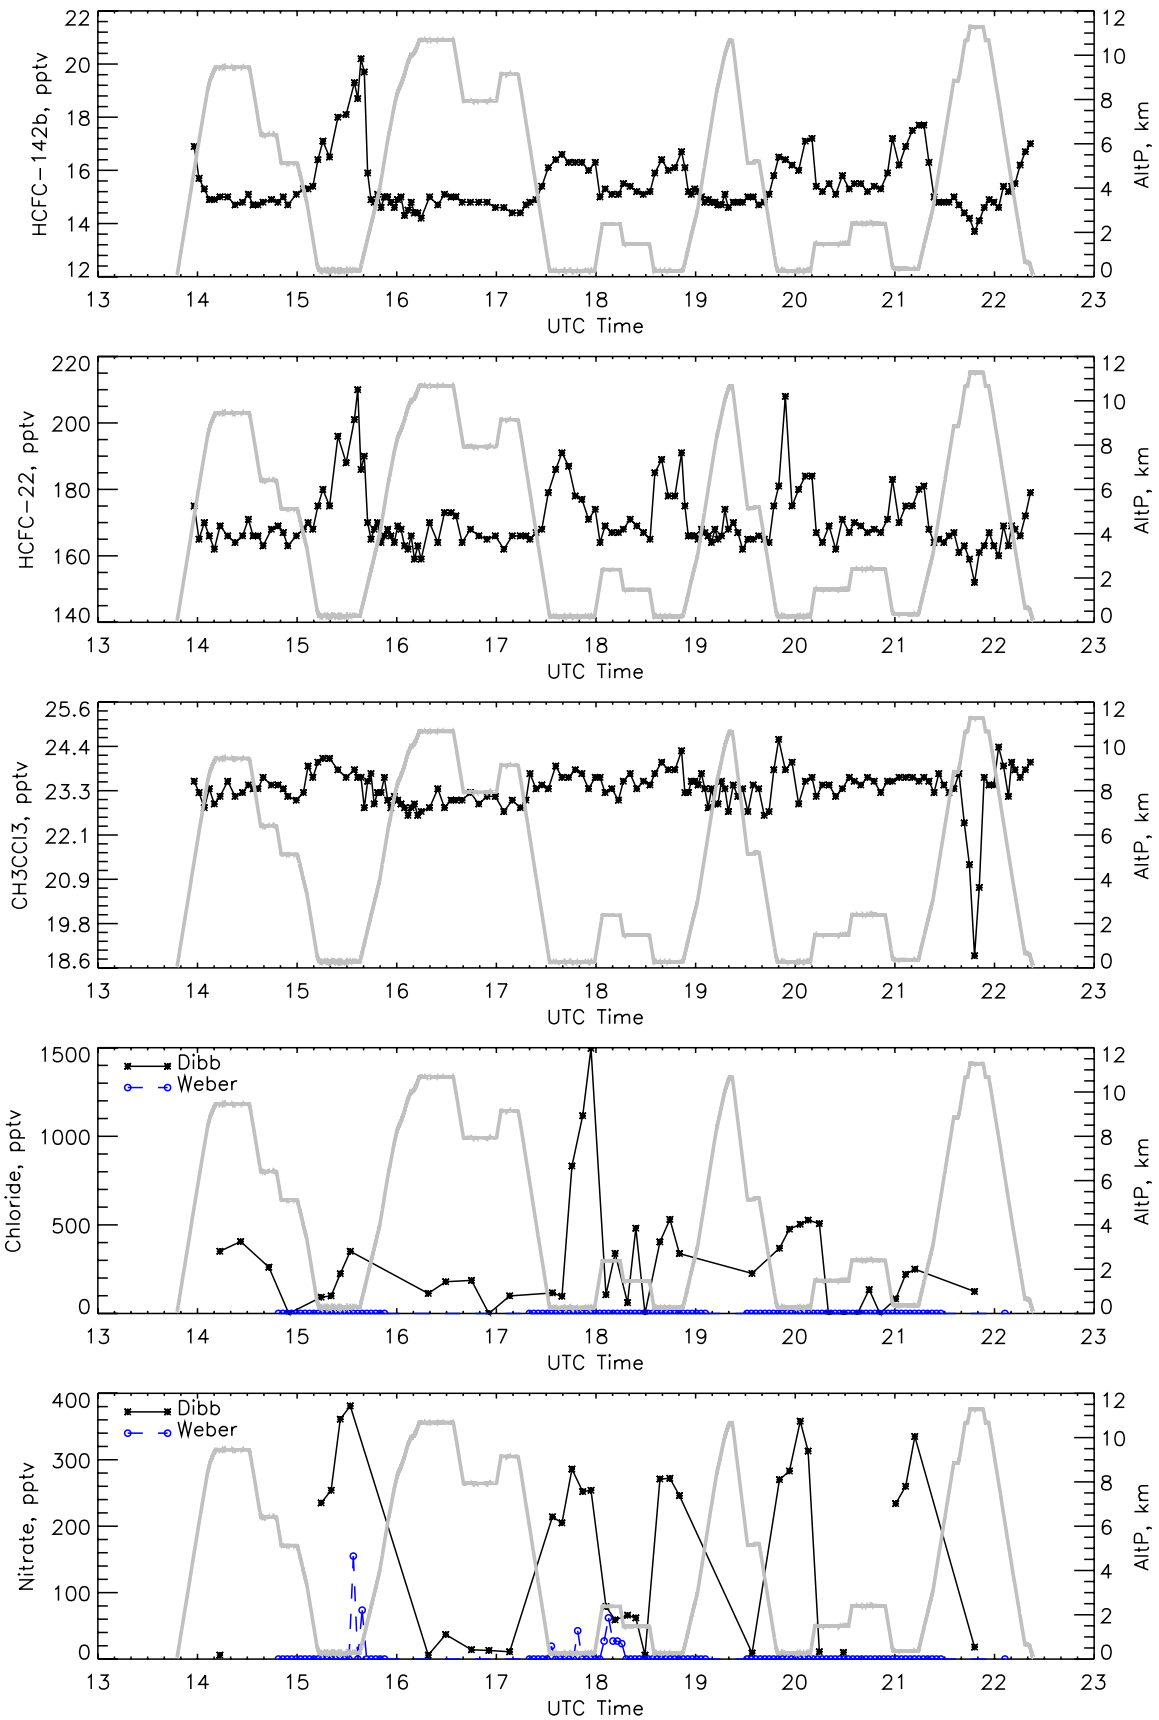 HCFC-142b, pptv
22
20
18
16
14
12
12
10
8
6
4
2
0
AltP, km
13 14 15 16 17 18 19 20 21 22 23
UTC Time
HCFC-22, pptv
220
200
180
160
140
12
10
8
6
4
2
0
AltP, km
13 14 15 16 17 18 19 20 21 22 23
UTC Time
CH3CCl3, pptv
25.6
24.4
23.3
22.1
20.9
19.8
18.6
12
10
8
6
4
2
0
AltP, km
13 14 15 16 17 18 19 20 21 22 23
UTC Time
Chloride, pptv
1500
1000
500
0
Dibb
Weber
12
10
8
6
4
2
0
AltP, km
13 14 15 16 17 18 19 20 21 22 23
UTC Time
Nitrate, pptv
400
300
200
100
0
Dibb
Weber
12
10
8
6
4
2
0
AltP, km
13 14 15 16 17 18 19 20 21 22 23
UTC Time